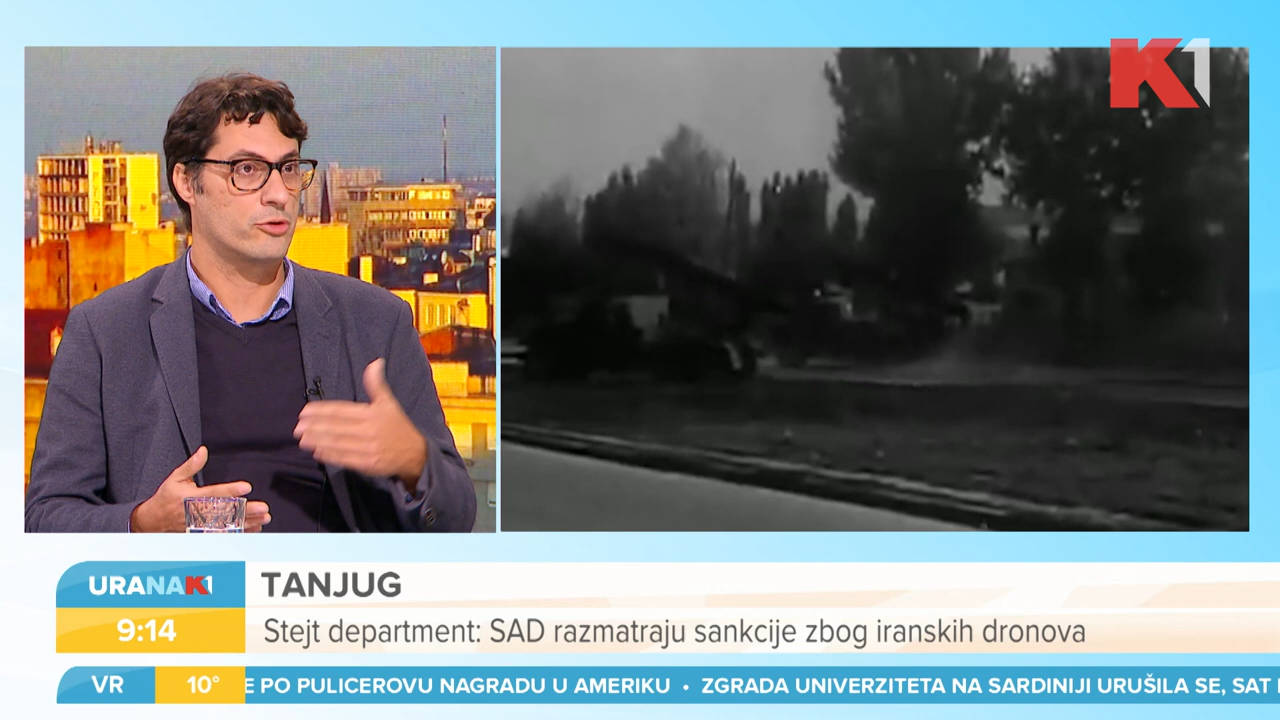 K1
URANAK1
TANJUG
9:14
Stejt department: SAD razmatraju sankcije zbog iranskih dronova
VR
10°
E PO PULICEROVU NAGRADU U AMERIKU • ZGRADA UNIVERZITETA NA SARDINIJI URUŠILA SE, SAT